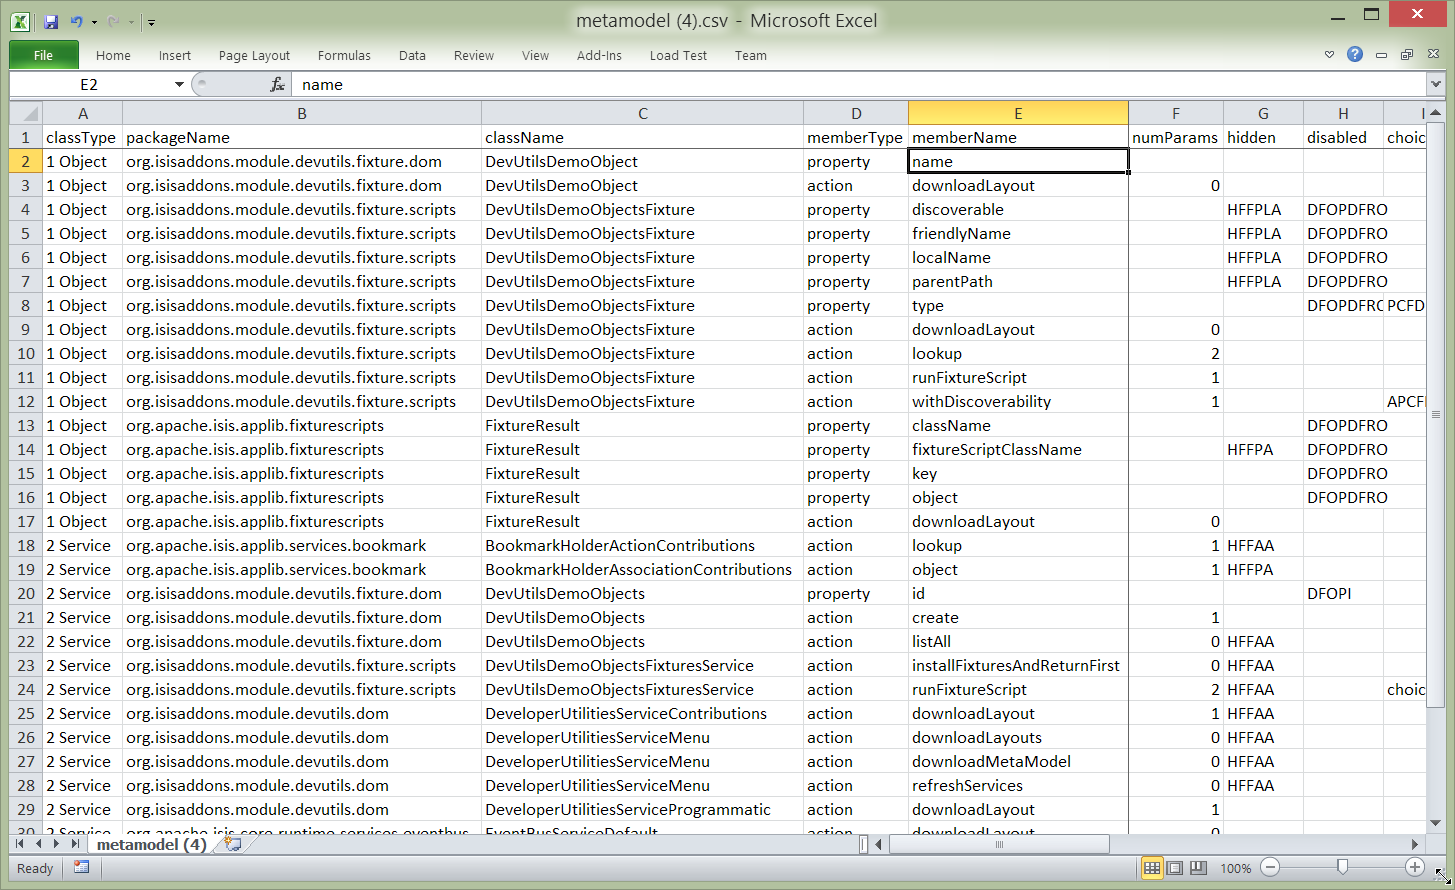 metamodel (4).csv - Microsoft Excel
File Home Insert Page Layout Formulas Data Review View Add-Ins Load Test Team
E2 fx name
A B C D E F G H I
1 classType packageName className memberType memberName numParams hidden disabled choic
2 1 Object org.isisaddons.module.devutils.fixture.dom DevUtilsDemoObject property name
3 1 Object org.isisaddons.module.devutils.fixture.dom DevUtilsDemoObject action downloadLayout 0
4 1 Object org.isisaddons.module.devutils.fixture.scripts DevUtilsDemoObjectsFixture property discoverable HFFPLA DFOPDFRO
5 1 Object org.isisaddons.module.devutils.fixture.scripts DevUtilsDemoObjectsFixture property friendlyName HFFPLA DFOPDFRO
6 1 Object org.isisaddons.module.devutils.fixture.scripts DevUtilsDemoObjectsFixture property localName HFFPLA DFOPDFRO
7 1 Object org.isisaddons.module.devutils.fixture.scripts DevUtilsDemoObjectsFixture property parentPath HFFPLA DFOPDFRO
8 1 Object org.isisaddons.module.devutils.fixture.scripts DevUtilsDemoObjectsFixture property type DFOPDFRC PCFD
9 1 Object org.isisaddons.module.devutils.fixture.scripts DevUtilsDemoObjectsFixture action downloadLayout 0
10 1 Object org.isisaddons.module.devutils.fixture.scripts DevUtilsDemoObjectsFixture action lookup 2
11 1 Object org.isisaddons.module.devutils.fixture.scripts DevUtilsDemoObjectsFixture action runFixtureScript 1
12 1 Object org.isisaddons.module.devutils.fixture.scripts DevUtilsDemoObjectsFixture action withDiscoverability 1 APCF
13 1 Object org.apache.isis.applib.fixturescripts FixtureResult property className DFOPDFRO
14 1 Object org.apache.isis.applib.fixturescripts FixtureResult property fixtureScriptClassName HFFPA DFOPDFRO
15 1 Object org.apache.isis.applib.fixturescripts FixtureResult property key DFOPDFRO
16 1 Object org.apache.isis.applib.fixturescripts FixtureResult property object DFOPDFRO
17 1 Object org.apache.isis.applib.fixturescripts FixtureResult action downloadLayout 0
18 2 Service org.apache.isis.applib.services.bookmark BookmarkHolderActionContributions action lookup 1 HFFAA
19 2 Service org.apache.isis.applib.services.bookmark BookmarkHolderAssociationContributions action object 1 HFFPA
20 2 Service org.isisaddons.module.devutils.fixture.dom DevUtilsDemoObjects property id DFOPI
21 2 Service org.isisaddons.module.devutils.fixture.dom DevUtilsDemoObjects action create 1
22 2 Service org.isisaddons.module.devutils.fixture.dom DevUtilsDemoObjects action listAll 0 HFFAA
23 2 Service org.isisaddons.module.devutils.fixture.scripts DevUtilsDemoObjectsFixturesService action installFixturesAndReturnFirst 0 HFFAA
24 2 Service org.isisaddons.module.devutils.fixture.scripts DevUtilsDemoObjectsFixturesService action runFixtureScript 2 HFFAA choic
25 2 Service org.isisaddons.module.devutils.dom DeveloperUtilitiesServiceContributions action downloadLayout 1 HFFAA
26 2 Service org.isisaddons.module.devutils.dom DeveloperUtilitiesServiceMenu action downloadLayouts 0 HFFAA
27 2 Service org.isisaddons.module.devutils.dom DeveloperUtilitiesServiceMenu action downloadMetaModel 0 HFFAA
28 2 Service org.isisaddons.module.devutils.dom DeveloperUtilitiesServiceMenu action refreshServices 0 HFFAA
29 2 Service org.isisaddons.module.devutils.dom DeveloperUtilitiesServiceProgrammatic action downloadLayout 1
30 2 Service org.apache.isis.core.runtime.services.eventbus EventBusServiceDefault action downloadLayout 0
metamodel (4)
Ready 100%